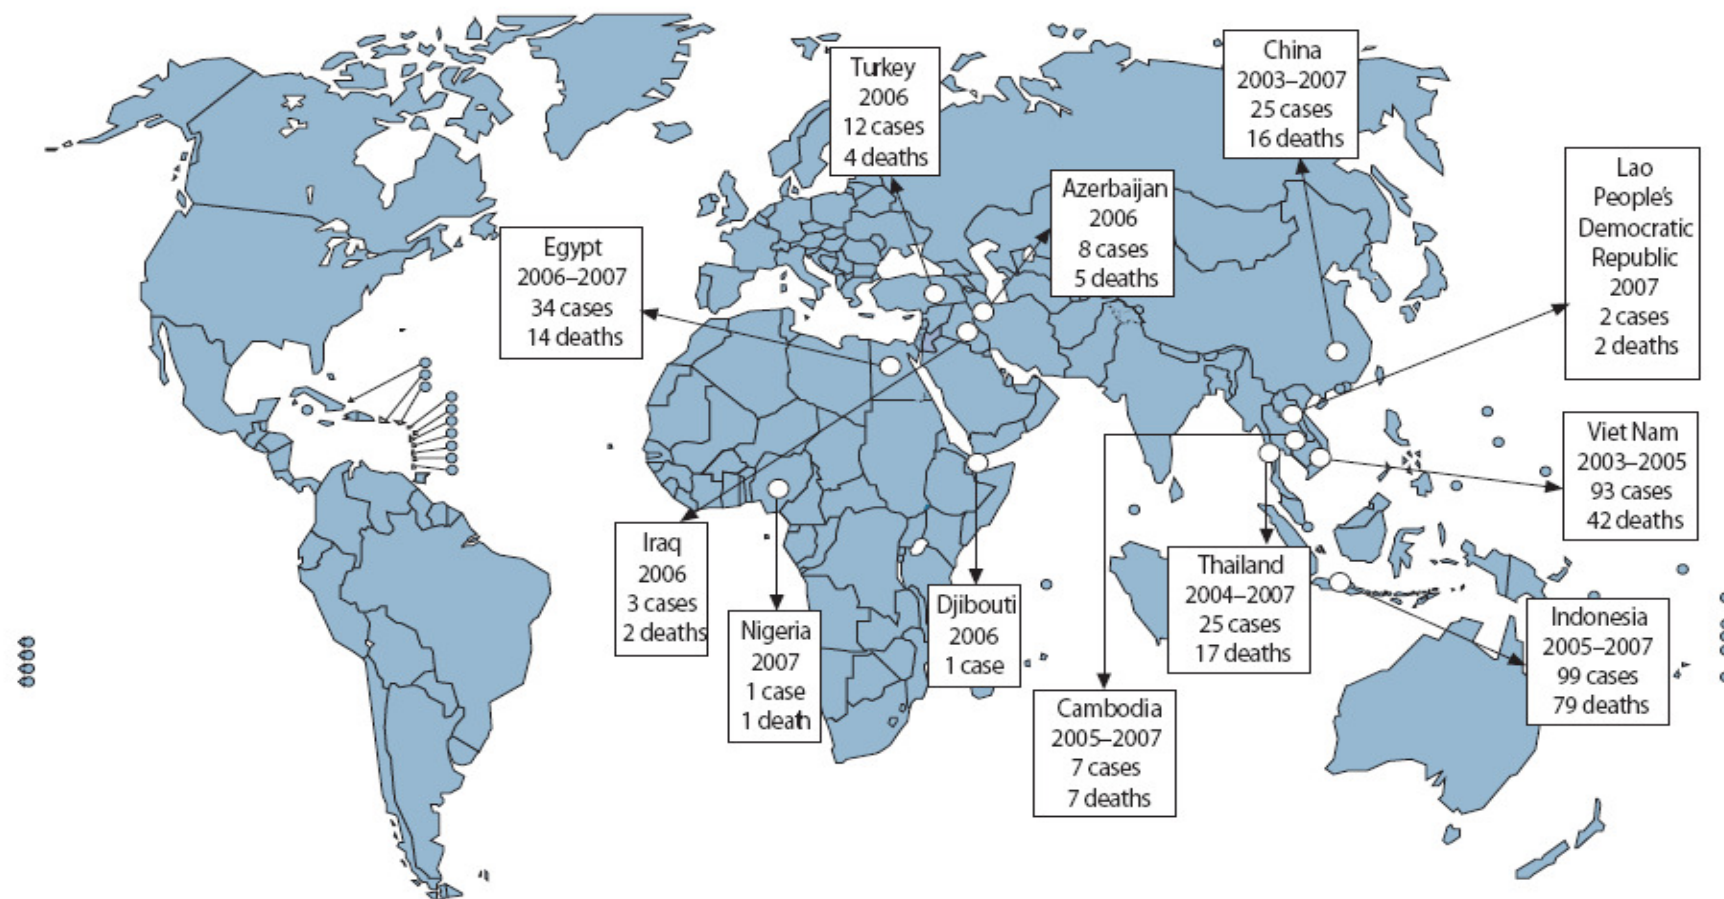 Turkey
2006
12 cases
4 deaths
China
2003–2007
25 cases
16 deaths
Azerbaijan
2006
8 cases
5 deaths
Lao
People's
Democratic
Republic
2007
2 cases
2 deaths
Egypt
2006–2007
34 cases
14 deaths
Viet Nam
2003–2005
93 cases
42 deaths
Iraq
2006
3 cases
2 deaths
Nigeria
2007
1 case
1 death
Djibouti
2006
1 case
Thailand
2004–2007
25 cases
17 deaths
Indonesia
2005–2007
99 cases
79 deaths
Cambodia
2005–2007
7 cases
7 deaths